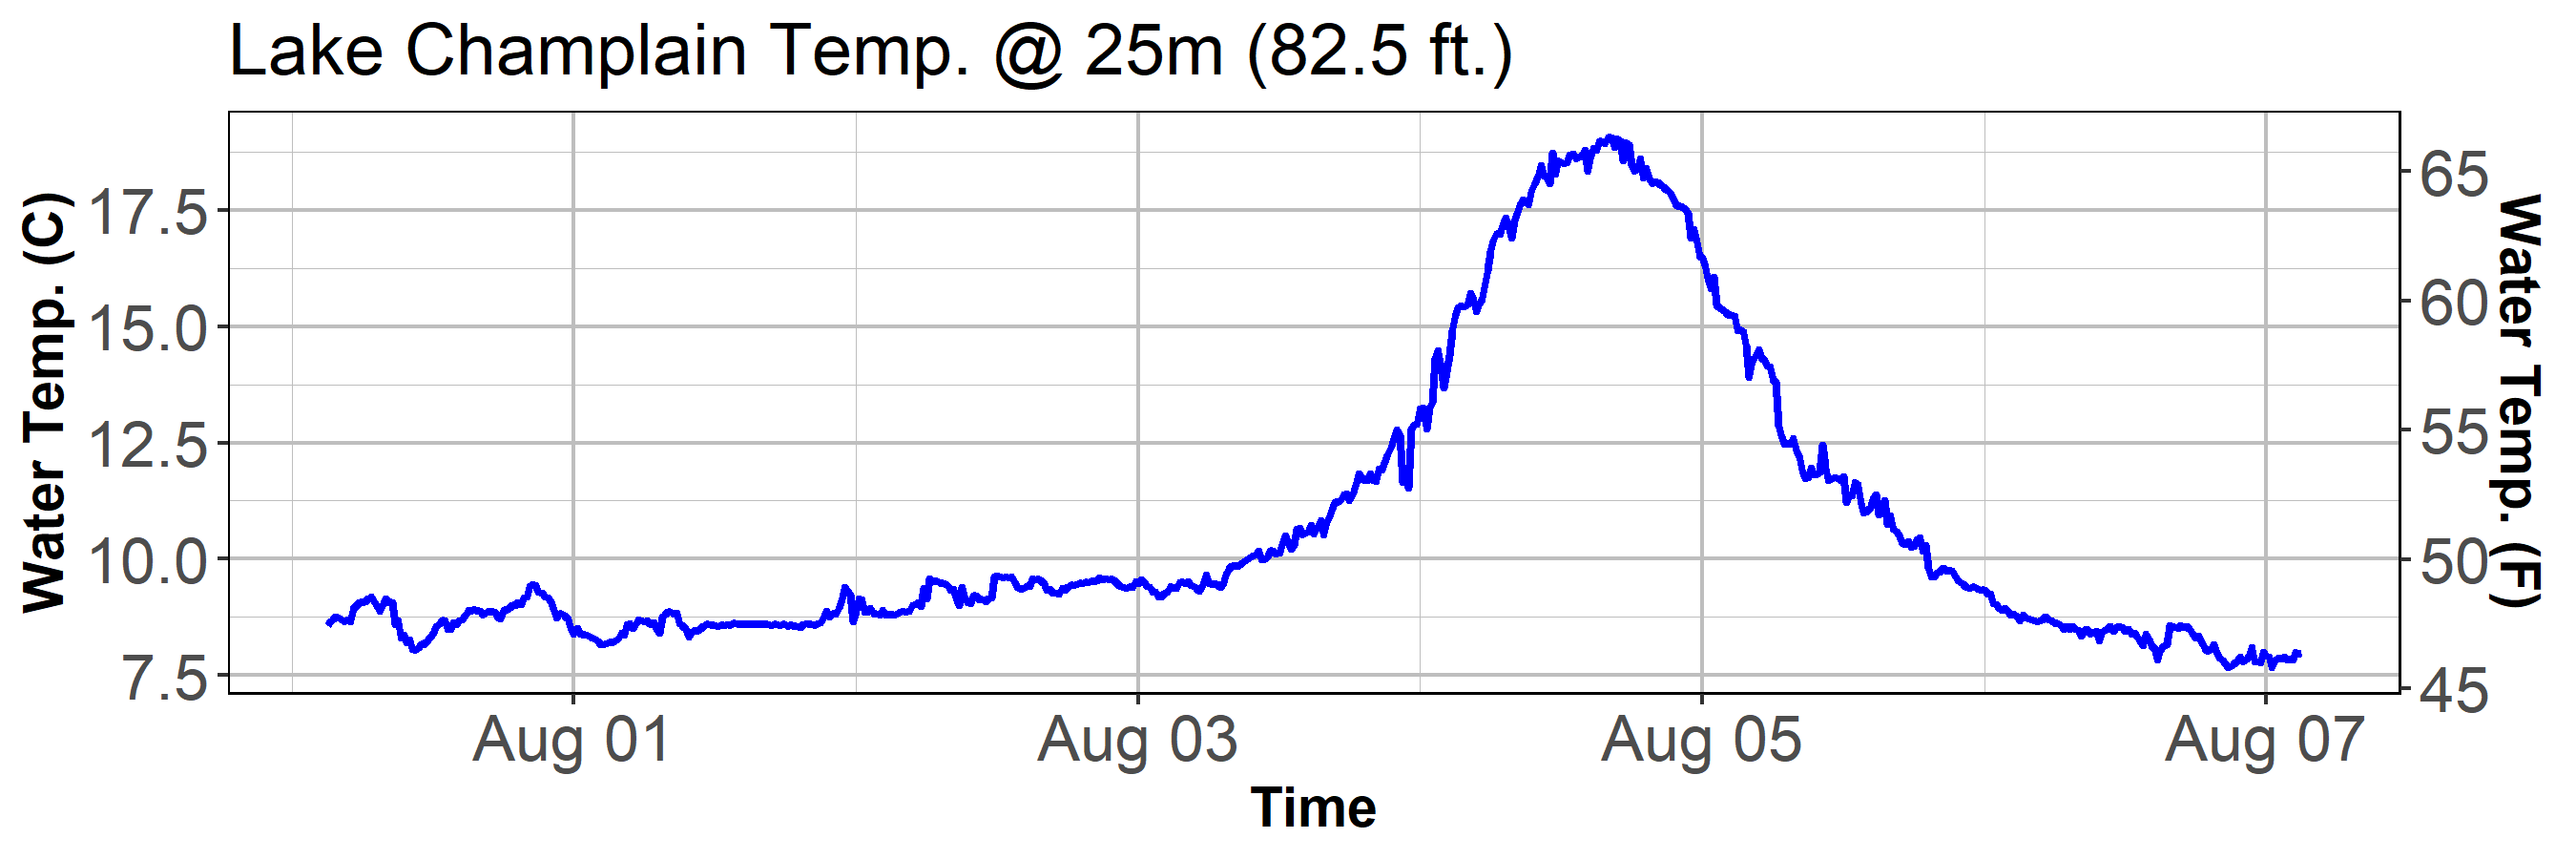 Lake Champlain Temp. @ 25m (82.5 ft.)
Water Temp. (C)
17.5
15.0
12.5
10.0
7.5
65
60
55
50
45
Water Temp. (F)
Aug 01 Aug 03 Aug 05 Aug 07
Time